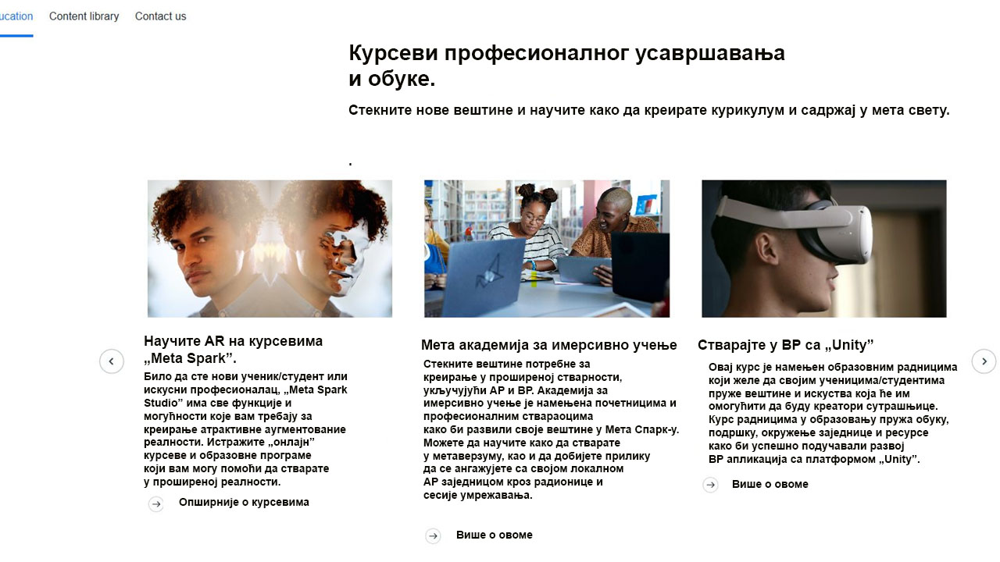 ucation Content library Contact us
Курсеви професионалног усавршавања
и обуке.
Стекните нове вештине и научите како да креирате курикулум и садржај у мета свету.
.
Научите AR на курсевима
„Meta Spark”.
Било да сте нови ученик/студент или
искусни професионалац, „Meta Spark
Studio” има све функције и
могућности које вам требају за
креирање атрактивне аугментоване
реалности. Истражите „онлајн”
курсеве и образовне програме
који вам могу помоћи да стварате
у проширеној реалности.
Опширније о курсевима
Мета академија за имерсивно учење
Стекните вештине потребне за
креирање у проширеној стварности,
укључујући АР и ВР. Академија за
имерсивно учење је намењена почетницима и
професионалним ствараоцима
како би развили своје вештине у Мета Спарк-у.
Можете да научите како да стварате
у метаверзуму, као и да добијете прилику
да се ангажујете са својом локалном
АР заједницом кроз радионице и
сесије умрежавања.
Више о овоме
Стварајте у ВР са „Unity”
Овај курс је намењен образовним радницима
који желе да својим ученицима/студентима
пруже вештине и искуства која ће им
омогућити да буду креатори сутрашњице.
Курс радницима у образовању пружа обуку,
подршку, окружење заједнице и ресурсе
како би успешно подучавали развој
ВР апликација са платформом „Unity”.
Више о овоме